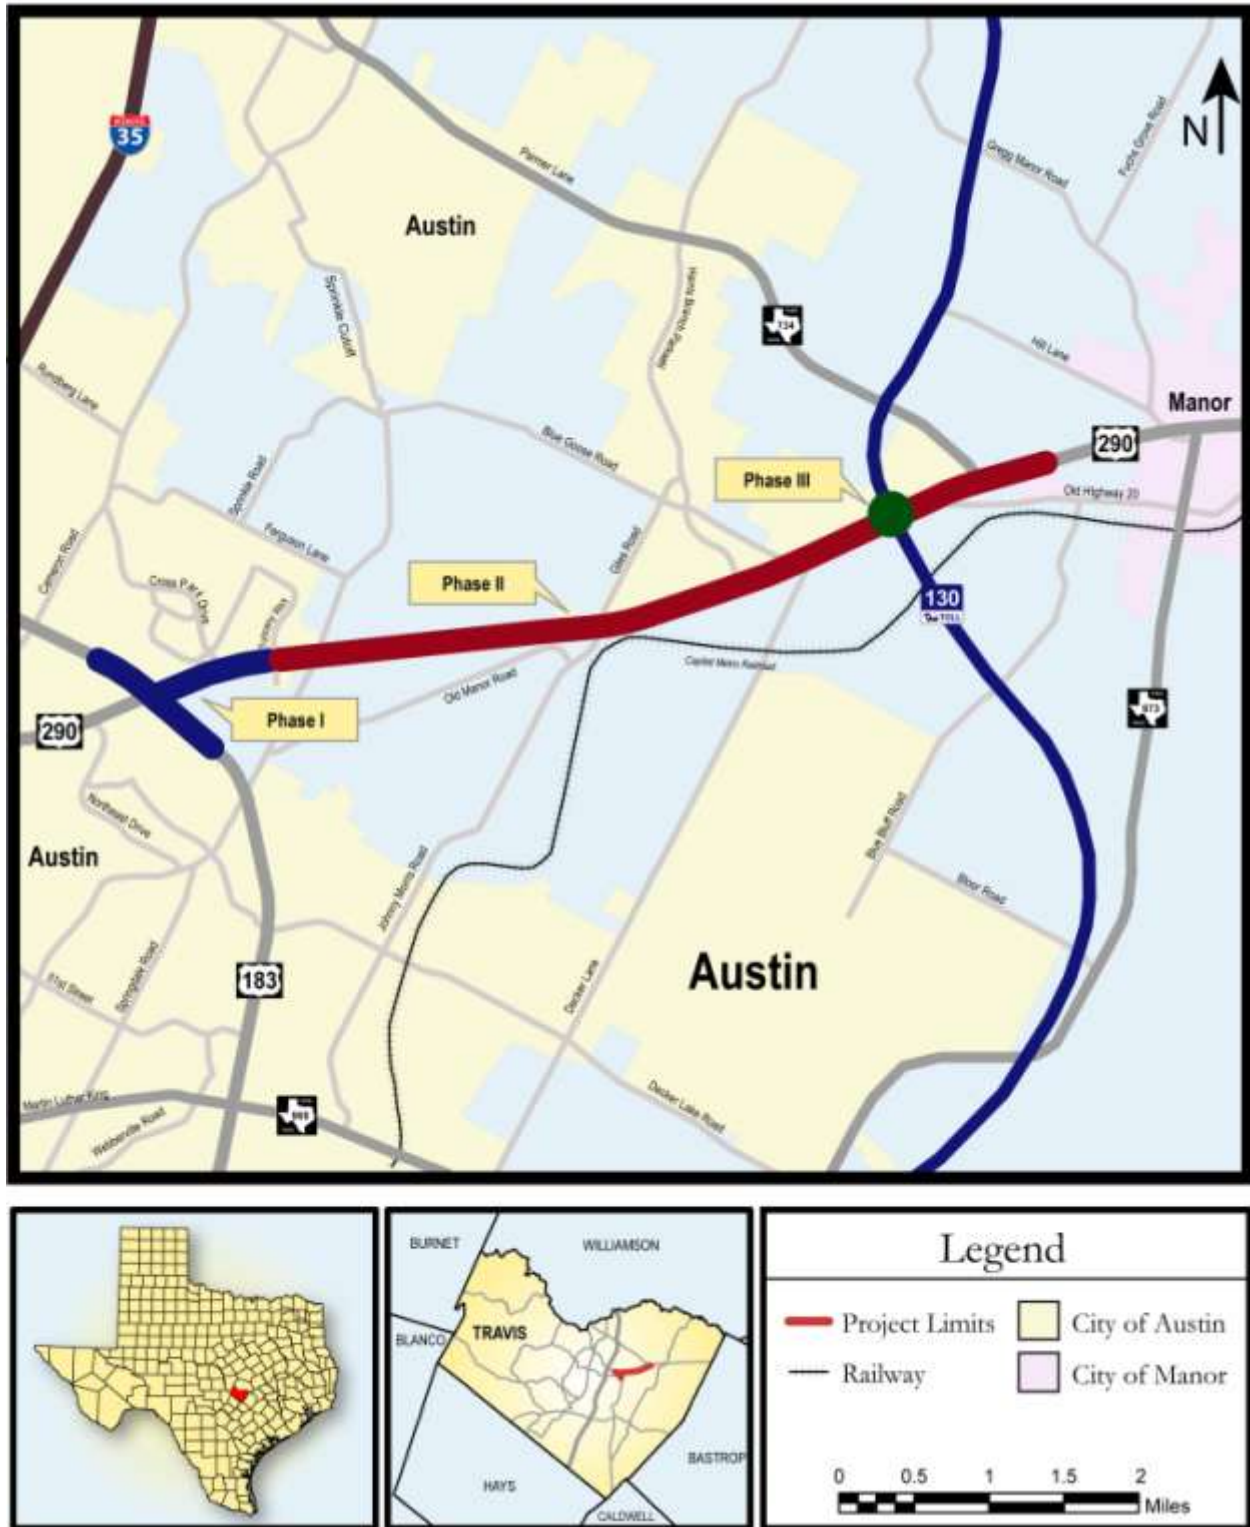 35
N
Fuchs Grove Road
Gregg Manor Road
Parmer Lane
Austin
Sprinkle Cutoff
Harris Branch Parkway
734
Hill Lane
Rundberg Lane
Manor
290
Blue Goose Road
Phase III
Sprinkle Road
Old Highway 20
Ferguson Lane
Giles Road
Cameron Road
Cross Park Drive
Phase II
130
TOLL
Capital Metro Railroad
Old Manor Road
Phase I
290
973
Northeast Drive
Austin
Blue Bluff Road
Johnny Morris Road
Bloor Road
Austin
183
Springdale Road
51st Street
Decker Lane
Martin Luther King
969
Decker Lake Road
Webberville Road
BURNET
WILLIAMSON
TRAVIS
BLANCO
BASTROP
HAYS
CALDWELL
Legend
Project Limits
City of Austin
Railway
City of Manor
0 0.5 1 1.5 2
Miles